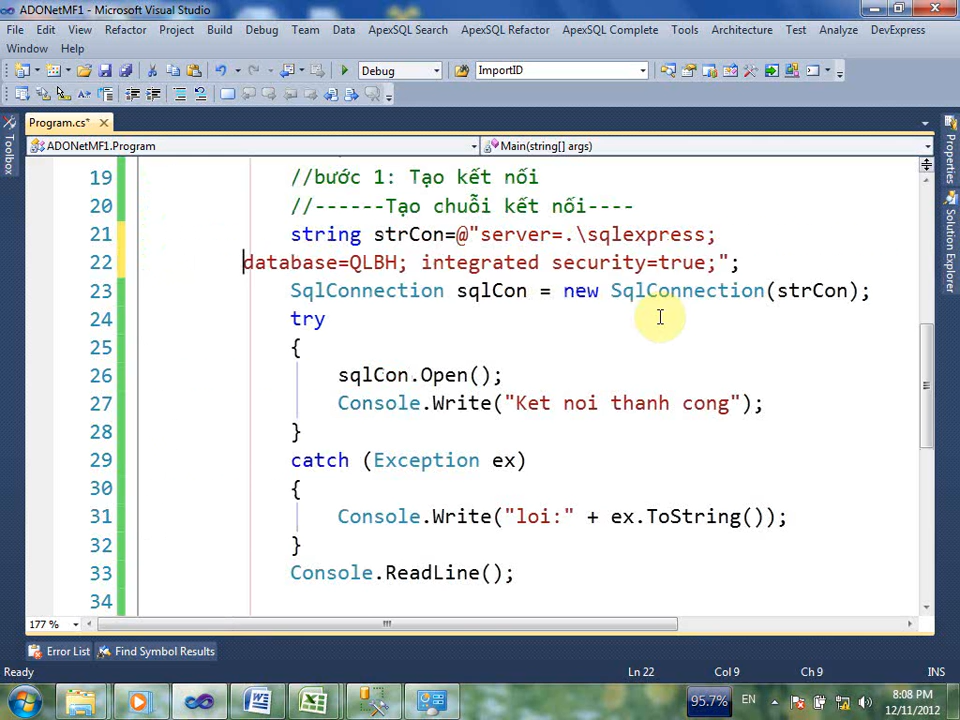 ADONetMF1 - Microsoft Visual Studio
File Edit View Refactor Project Build Debug Team Data ApexSQL Search ApexSQL Refactor ApexSQL Complete Tools Architecture Test Analyze DevExpress
Window Help
Debug ImportID
Program.cs*
ADONetMF1.Program Main(string[] args)
Toolbox
Properties
Solution Explorer
19 //bước 1: Tạo kết nối
20 //------Tạo chuỗi kết nối----
21 string strCon=@"server=.\sqlexpress;
22 database=QLBH; integrated security=true;";
23 SqlConnection sqlCon = new SqlConnection(strCon);
24 try
25 {
26 sqlCon.Open();
27 Console.Write("Ket noi thanh cong");
28 }
29 catch (Exception ex)
30 {
31 Console.Write("loi:" + ex.ToString());
32 }
33 Console.ReadLine();
34
177 %
Error List Find Symbol Results
Ready Ln 22 Col 9 Ch 9 INS
95.7% EN 8:08 PM
12/11/2012